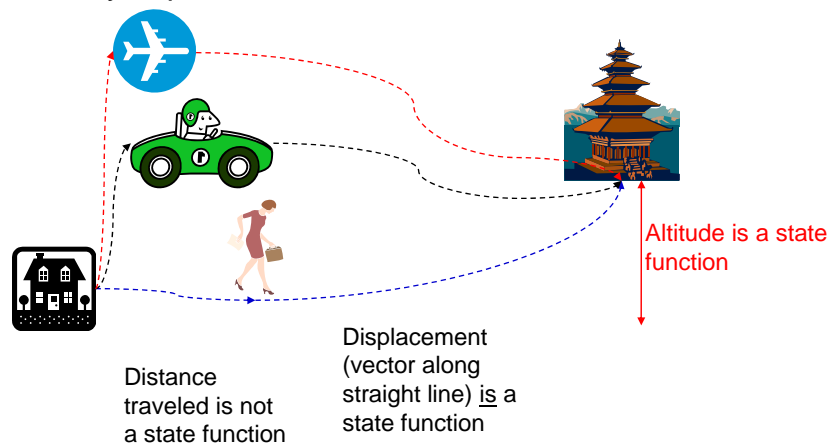 Altitude is a state
function
Displacement
(vector along
straight line) is a
state function
Distance
traveled is not
a state function